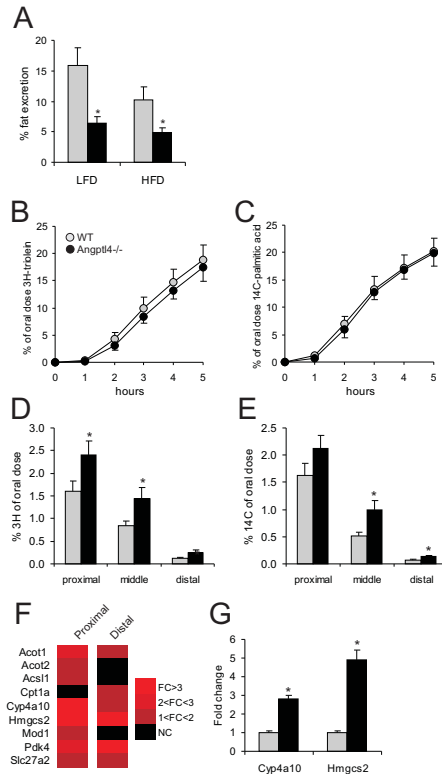 A
% fat excretion
20
15
10
5
0
*
*
LFD HFD
B
WT
Angptl4-/-
% of oral dose 3H-triolein
25
20
15
10
5
0
0 1 2 3 4 5
hours
C
% of oral dose 14C-palmitic acid
25
20
15
10
5
0
0 1 2 3 4 5
hours
D
% 3H of oral dose
3.0
2.5
2.0
1.5
1.0
0.5
0.0
*
*
proximal middle distal
E
% 14C of oral dose
3.0
2.5
2.0
1.5
1.0
0.5
0.0
*
*
proximal middle distal
F
Proximal Distal
Acot1
Acot2
Acsl1
Cpt1a
Cyp4a10
Hmgcs2
Mod1
Pdk4
Slc27a2
FC>3
2<FC<3
1<FC<2
NC
G
Fold change
8
6
5
4
3
2
1
0
*
*
Cyp4a10 Hmgcs2